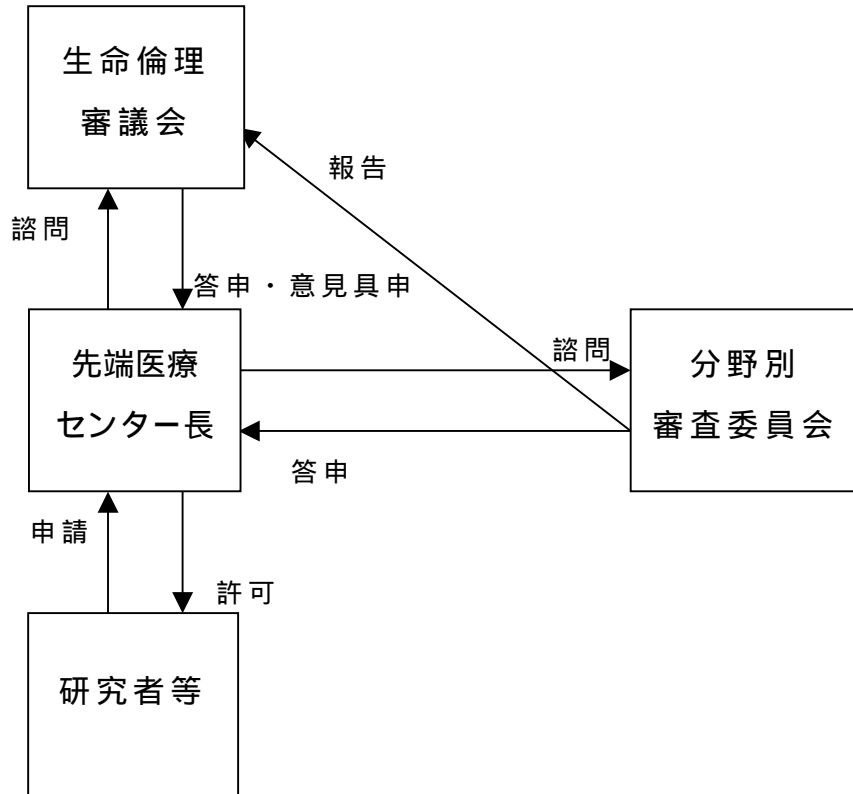 生命倫理
審議会
報告
諮問
答申・意見具申
先端医療
センター長
諮問
分野別
審査委員会
答申
申請
許可
研究者等